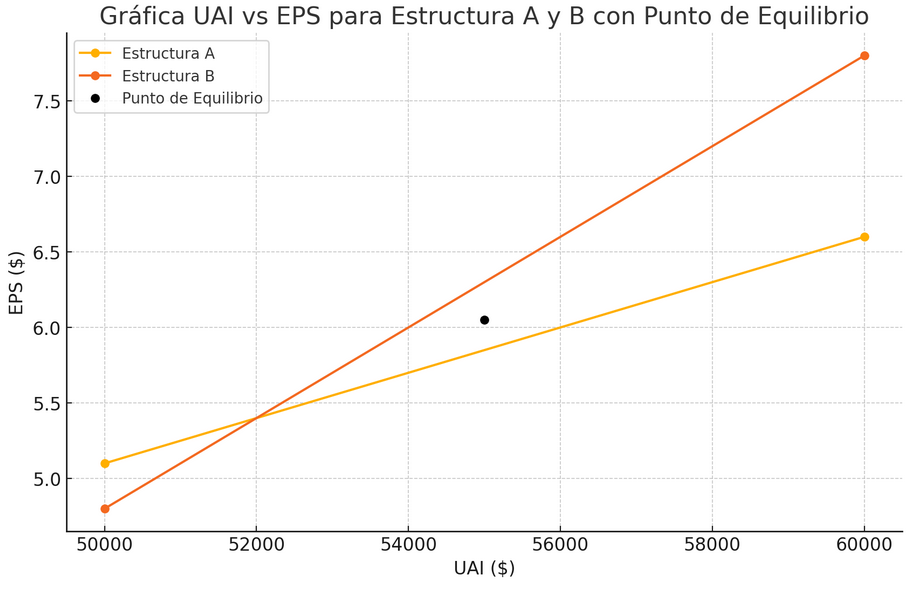 Gráfica UAI vs EPS para Estructura A y B con Punto de Equilibrio
Estructura A
Estructura B
Punto de Equilibrio
EPS ($)
7.5
7.0
6.5
6.0
5.5
5.0
50000 52000 54000 56000 58000 60000
UAI ($)